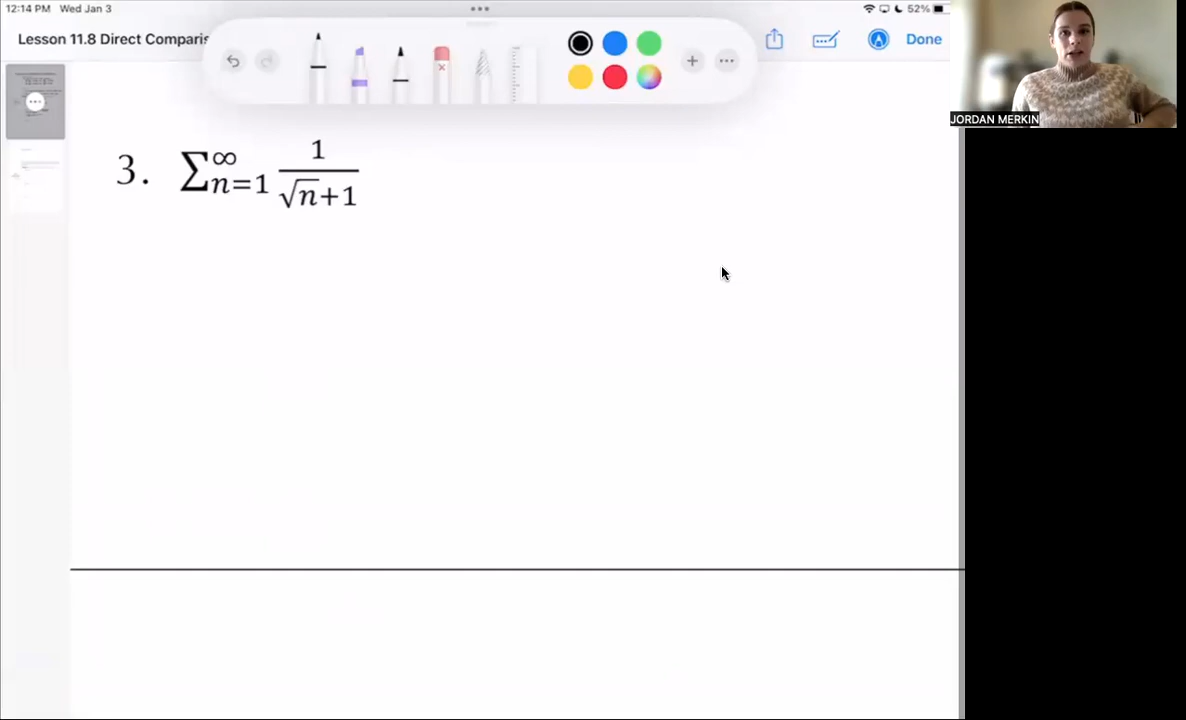 12:14 PM Wed Jan 3
52%
Lesson 11.8 Direct Comparis
Done
JORDAN MERKIN
3. ∑_{n=1}^{∞} 1/(√n+1)